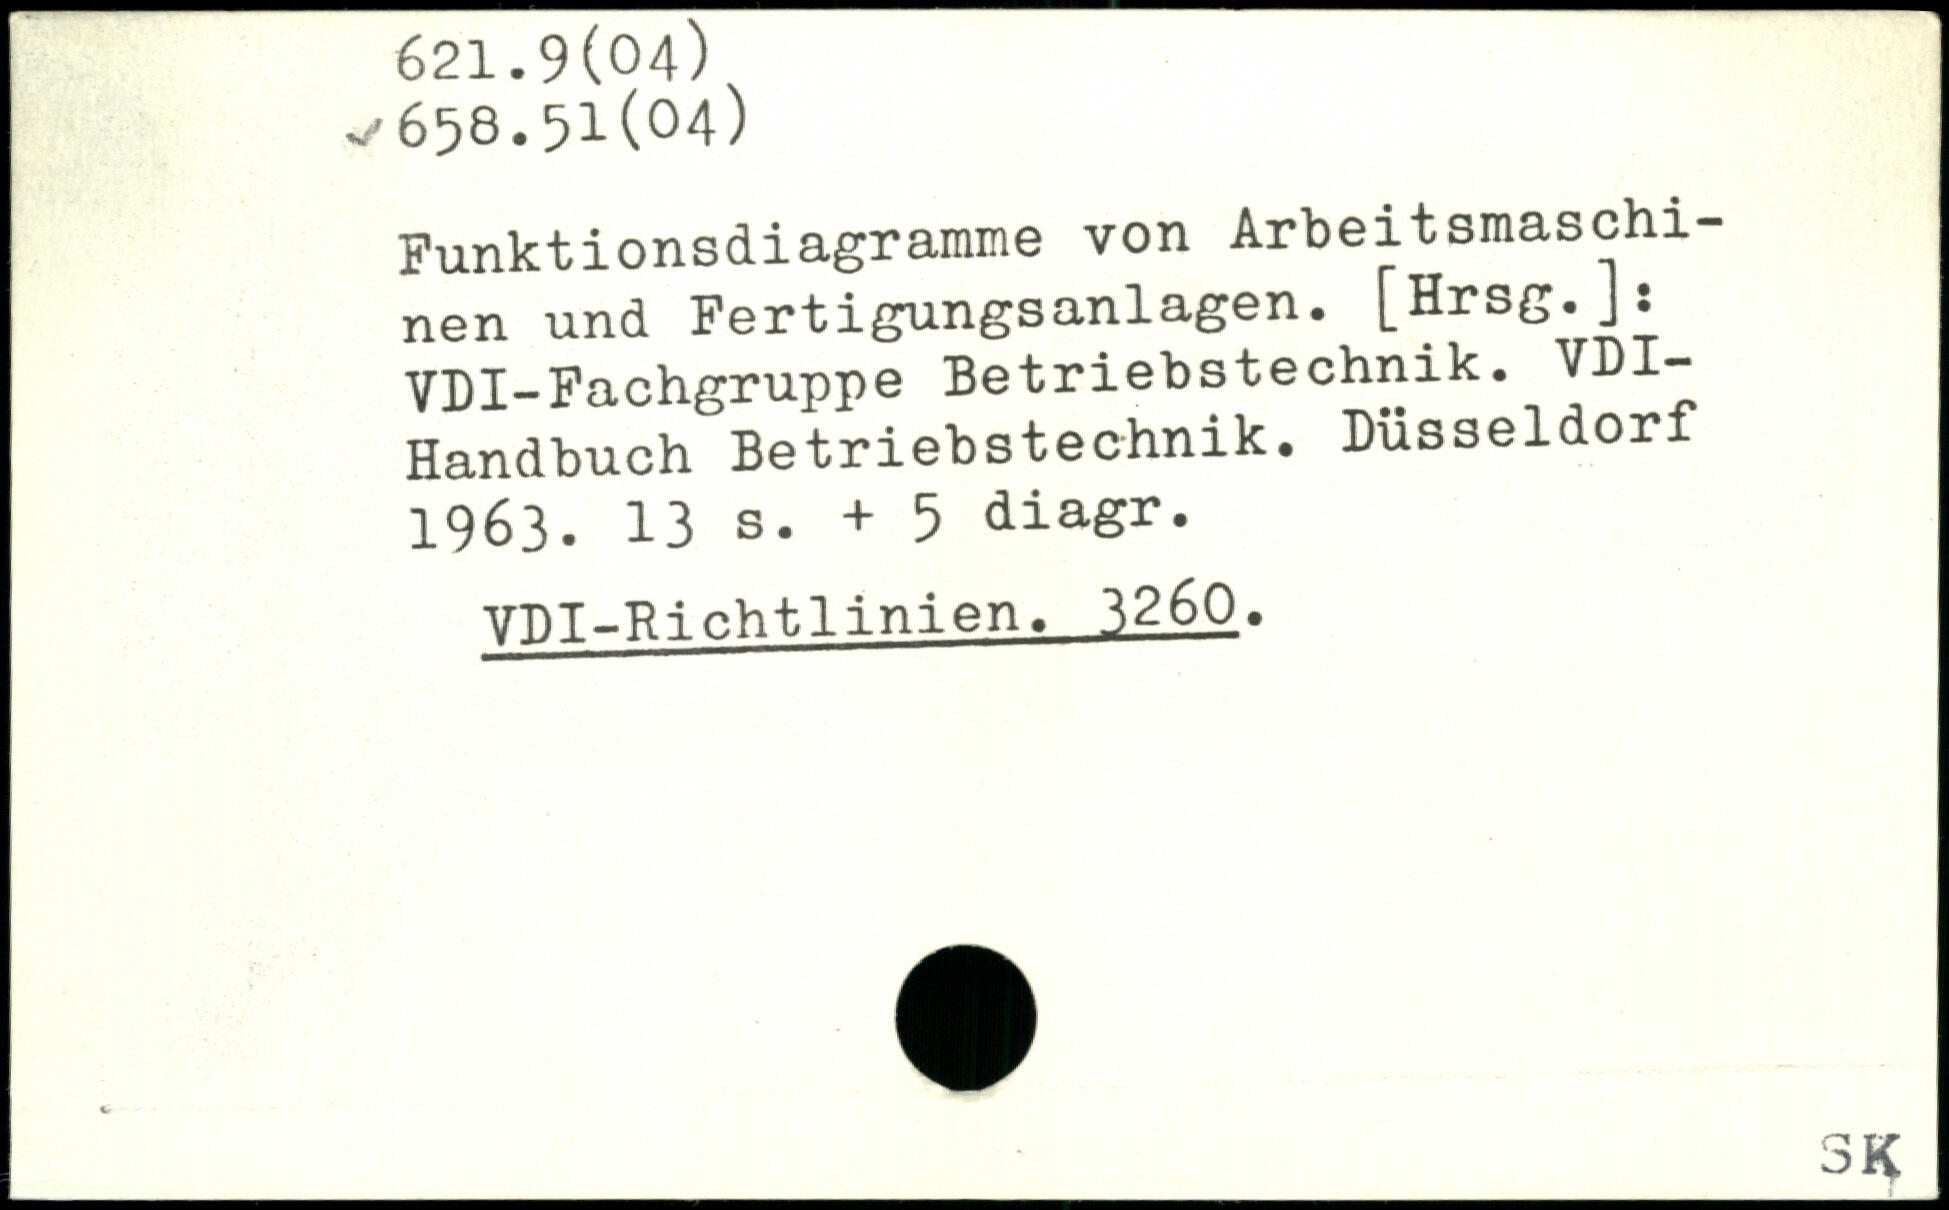 621.9(04)
✓658.51(04)
Funktionsdiagramme von Arbeitsmaschi-
nen und Fertigungsanlagen. [Hrsg.]:
VDI-Fachgruppe Betriebstechnik. VDI-
Handbuch Betriebstechnik. Düsseldorf
1963. 13 s. + 5 diagr.
VDI-Richtlinien. 3260.
SK